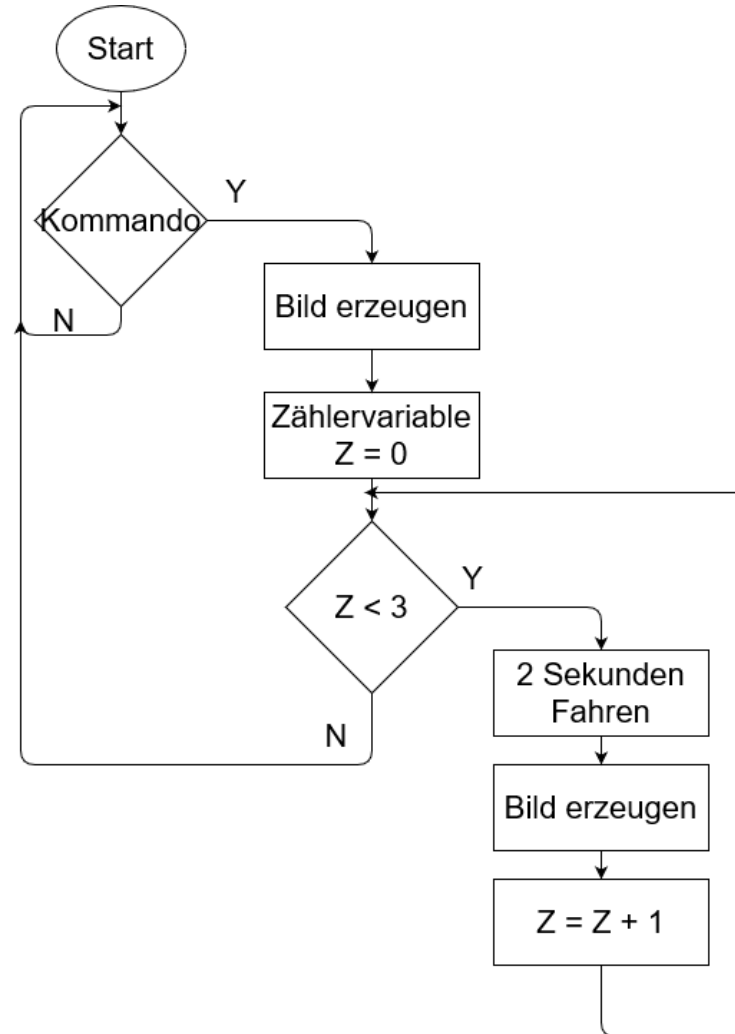 Start
Kommando
Y
N
Bild erzeugen
Zählervariable
Z = 0
Z < 3
Y
N
2 Sekunden
Fahren
Bild erzeugen
Z = Z + 1